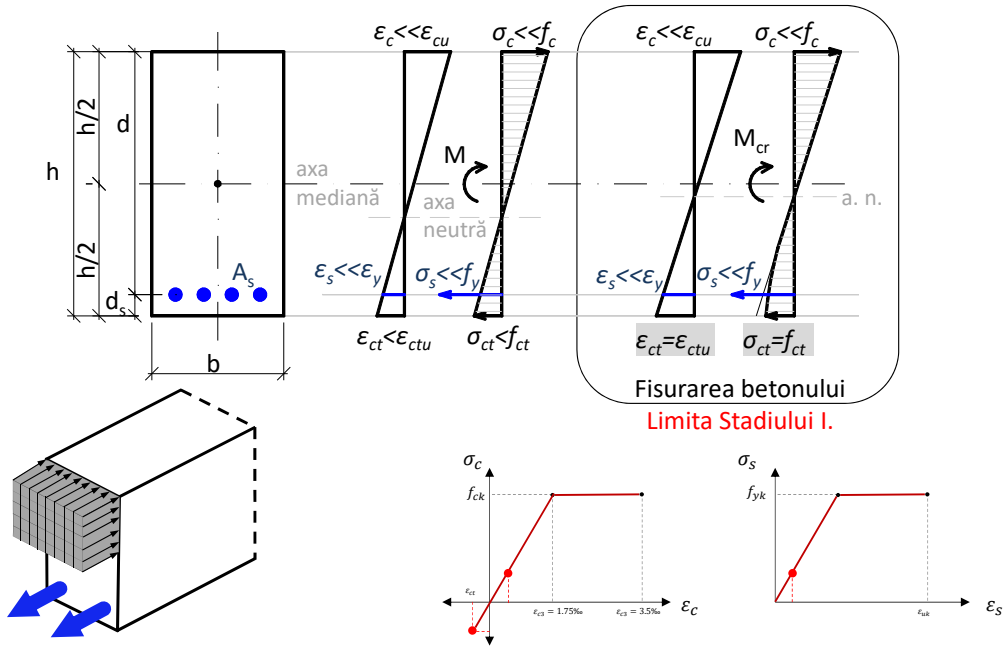 εc<<εcu
σc<<fc
εc<<εcu
σc<<fc
h/2
d
h
M
Mcr
axa
mediană
axa
neutră
a. n.
h/2
As
εs<<εy
σs<<fy
εs<<εy
σs<<fy
ds
εct<εctu
σct<fct
εct=εctu
σct=fct
b
Fisurarea betonului
Limita Stadiului I.
σc
σs
fck
fyk
εct
εc3 = 1.75‰
εc3 = 3.5‰
εc
εuk
εs